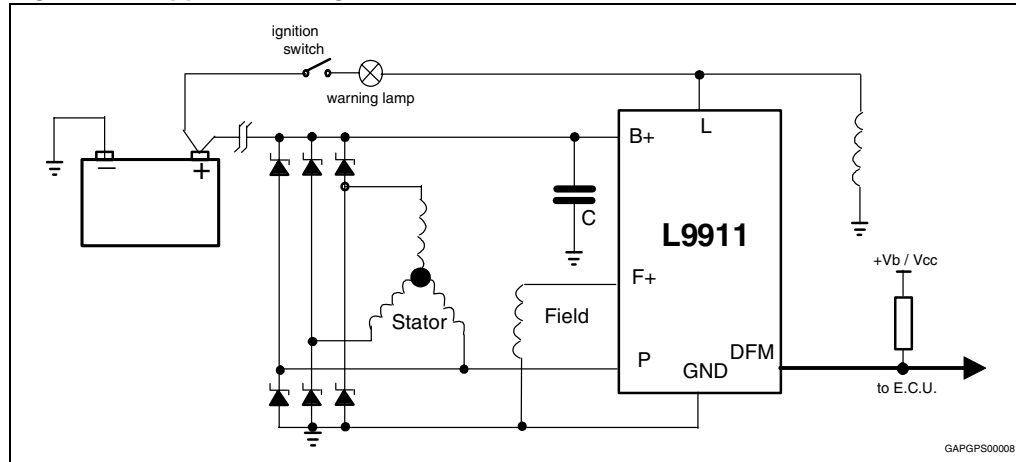 ignition
switch
warning lamp
B+
L
−
+
C
L9911
+Vb / Vcc
F+
Field
Stator
P
DFM
GND
to E.C.U.
GAPGPS00008